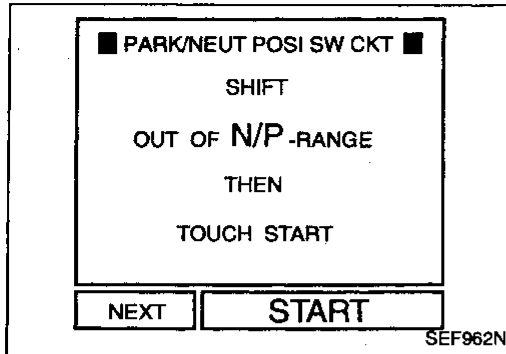 ■ PARK/NEUT POSI SW CKT ■
SHIFT
OUT OF N/P -RANGE
THEN
TOUCH START
NEXT START
SEF962N